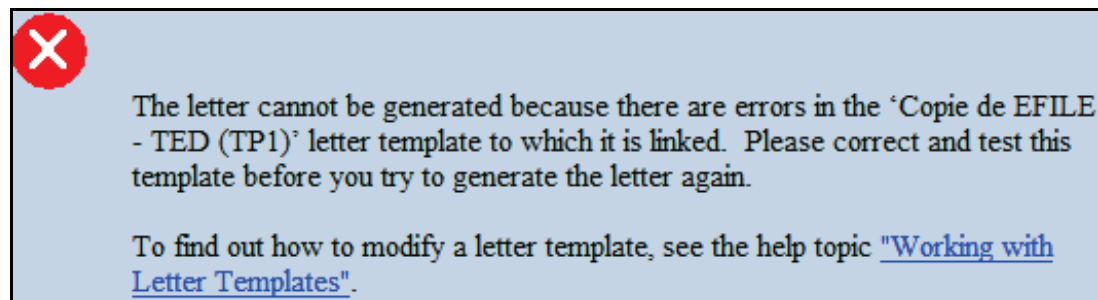 The letter cannot be generated because there are errors in the ‘Copie de EFILE
- TED (TP1)’ letter template to which it is linked.  Please correct and test this
template before you try to generate the letter again.
To find out how to modify a letter template, see the help topic "Working with
Letter Templates".